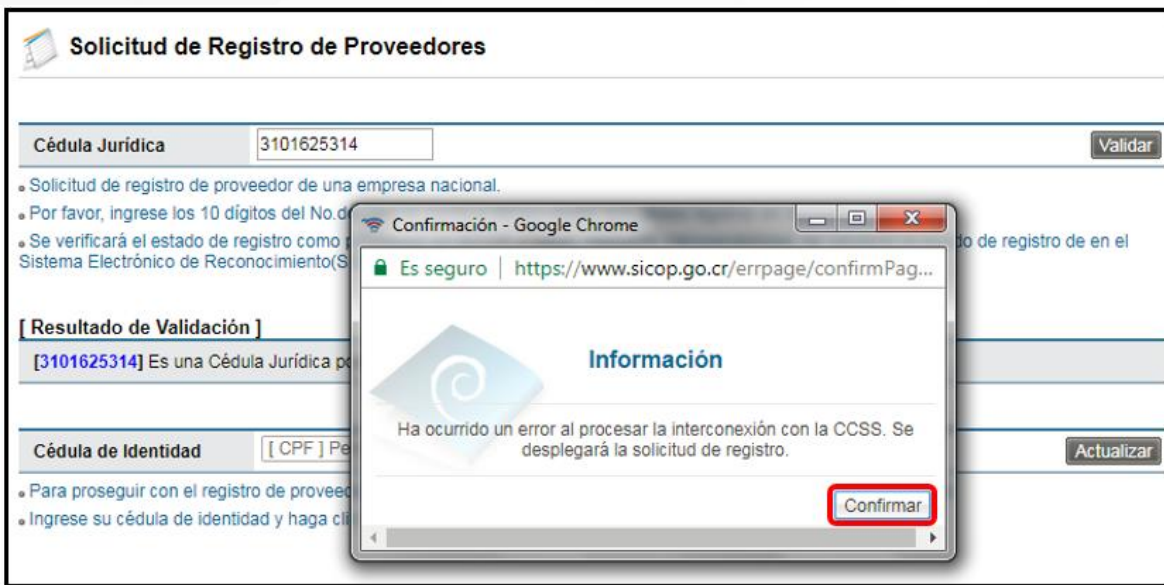 Solicitud de Registro de Proveedores
Cédula Jurídica
3101625314
Validar
Solicitud de registro de proveedor de una empresa nacional.
Por favor, ingrese los 10 dígitos del No.
Se verificará el estado de registro como
do de registro de en el
Sistema Electrónico de Reconocimiento(
[ Resultado de Validación ]
[3101625314] Es una Cédula Jurídica
Cédula de Identidad
[ CPF ] Pe
Actualizar
Para proseguir con el registro de
Ingrese su cédula de identidad y haga
Confirmación - Google Chrome
Es seguro | https://www.sicop.go.cr/errpage/confirmPag...
Información
Ha ocurrido un error al procesar la interconexión con la CCSS. Se
desplegará la solicitud de registro.
Confirmar